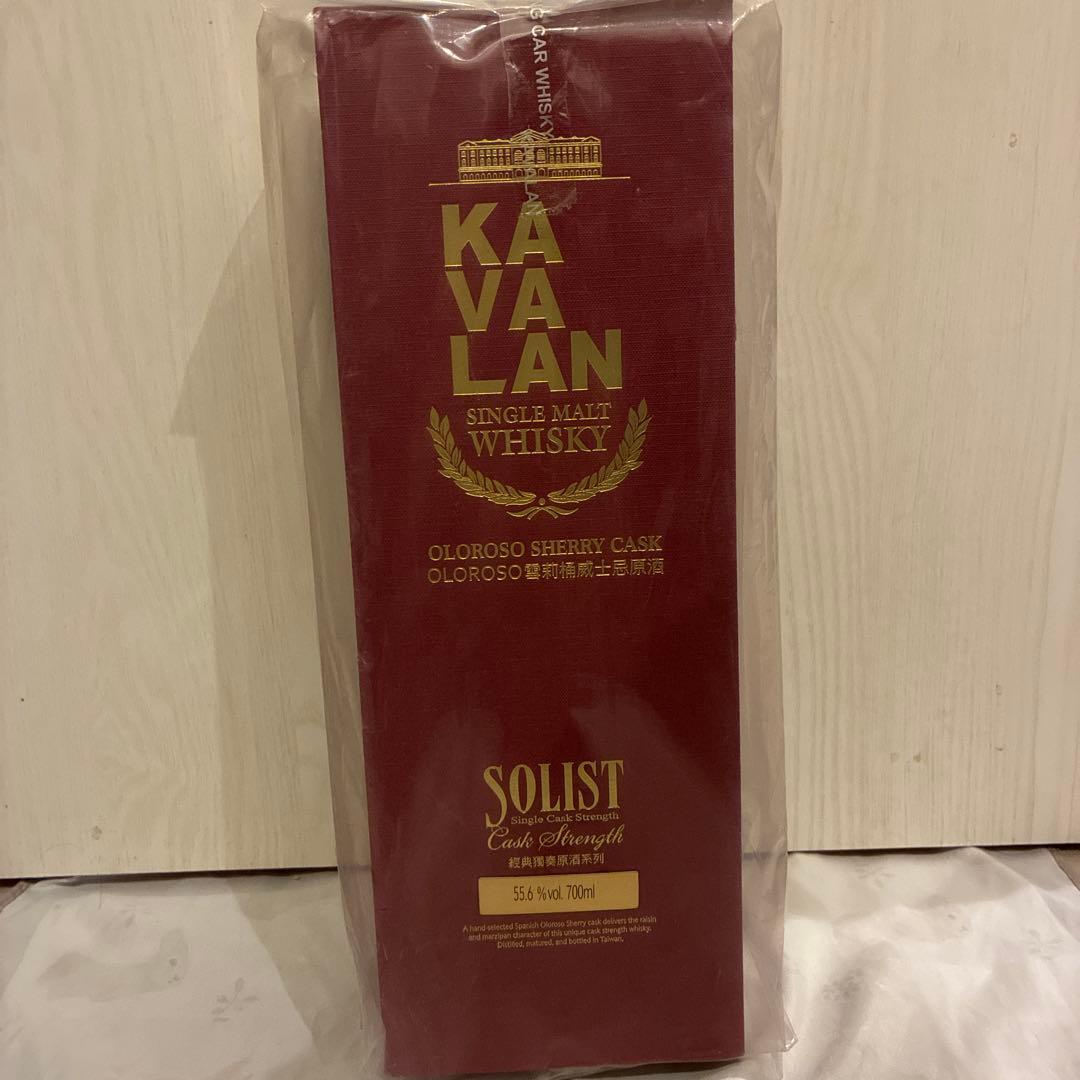 G CAR WHISKY
KAVALAN
KA
VA
LAN
SINGLE MALT
WHISKY
OLOROSO SHERRY CASK
OLOROSO雪莉桶威士忌原酒
SOLIST
Single Cask Strength
Cask Strength
經典獨奏原酒系列
55.6 %vol. 700ml
A hand-selected Spanish Oloroso Sherry cask delivers the raisin
and marzipan character of this unique cask strength whisky.
Distilled, matured, and bottled in Taiwan.